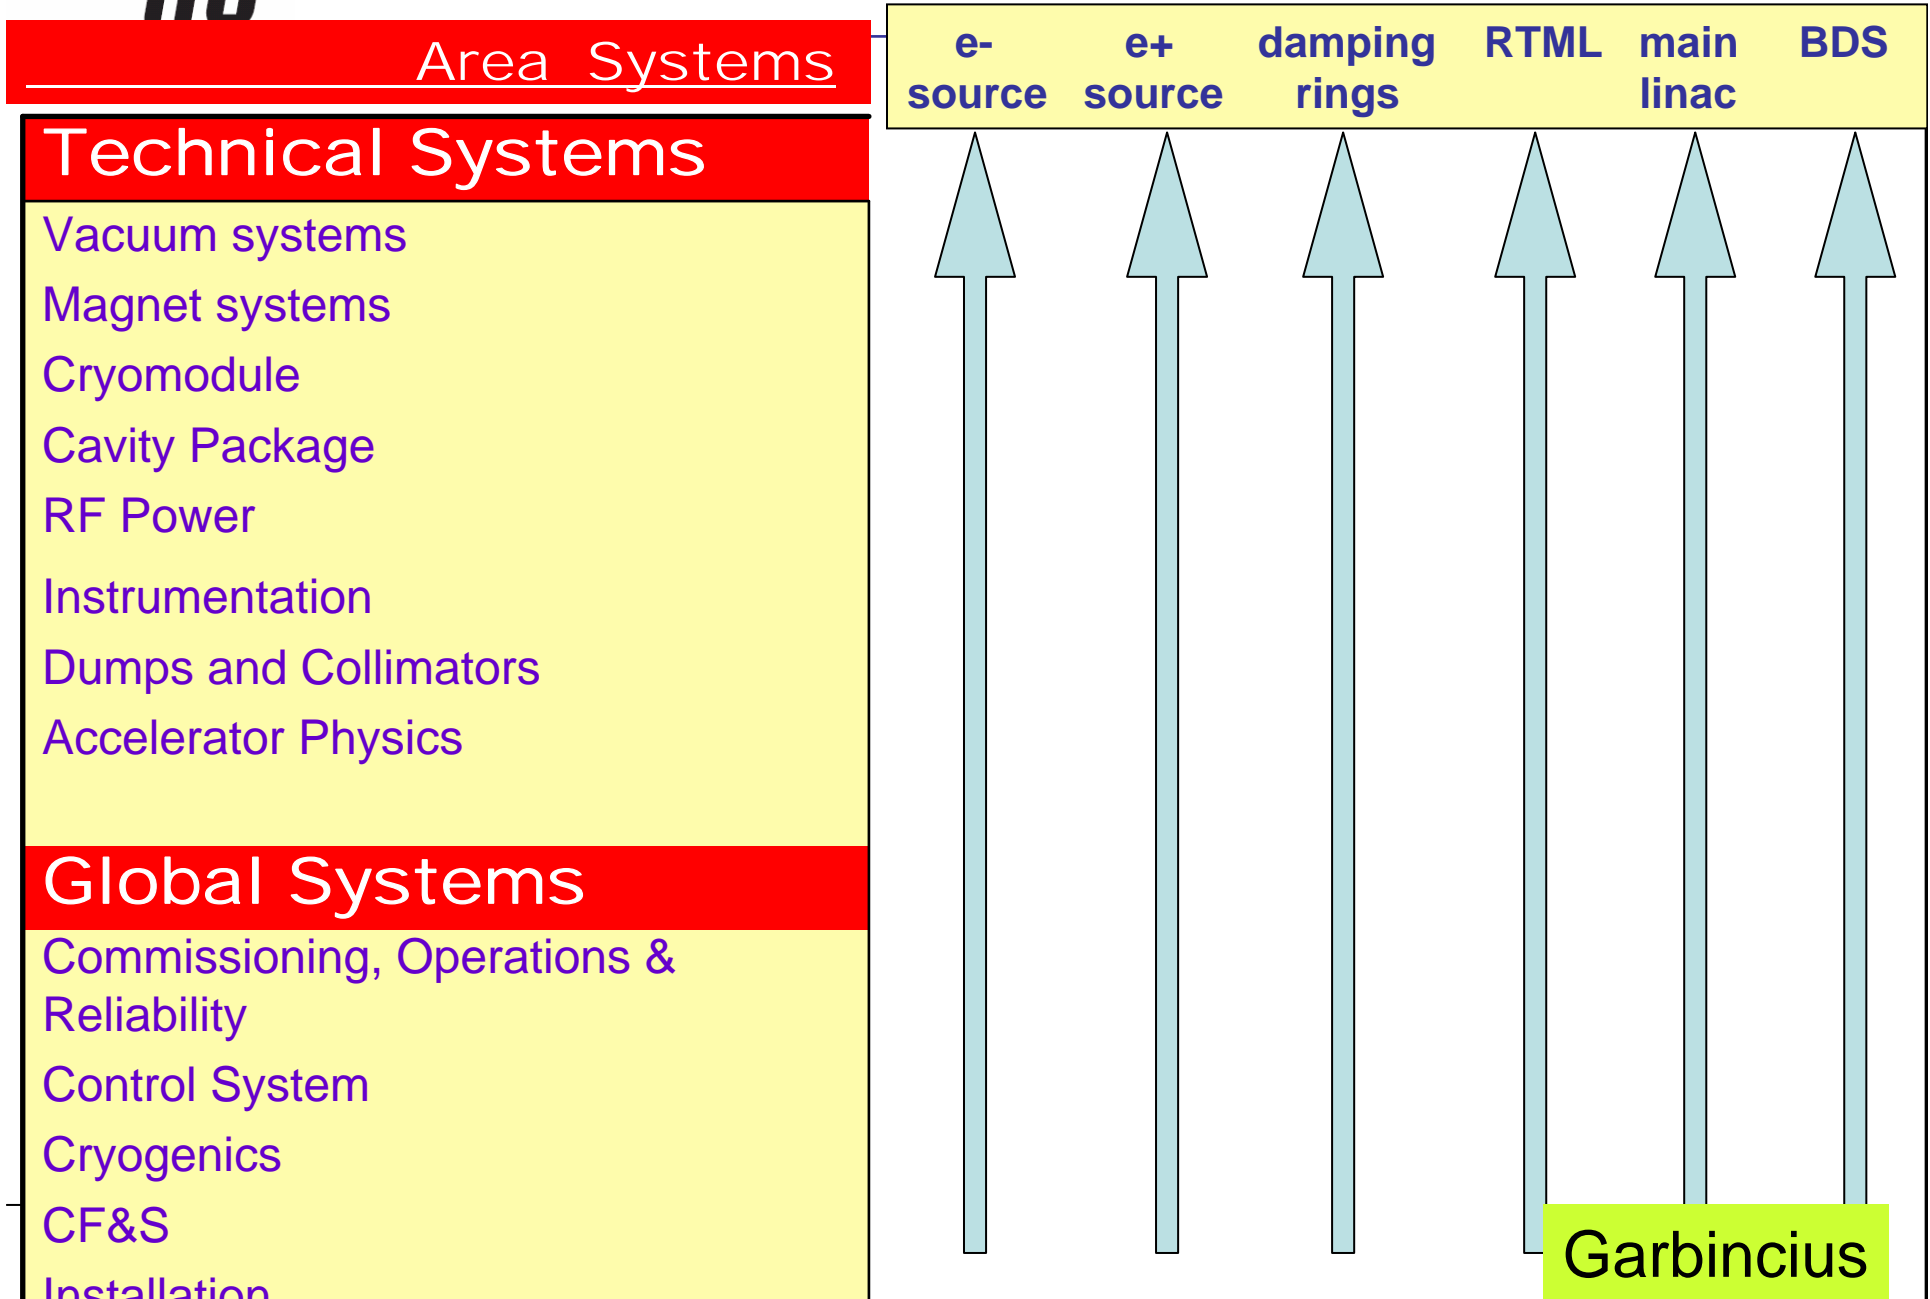 Area Systems
e- source
e+ source
damping rings
RTML
main linac
BDS
Technical Systems
Vacuum systems
Magnet systems
Cryomodule
Cavity Package
RF Power
Instrumentation
Dumps and Collimators
Accelerator Physics
Global Systems
Commissioning, Operations &
Reliability
Control System
Cryogenics
CF&S
Installation
Garbincius